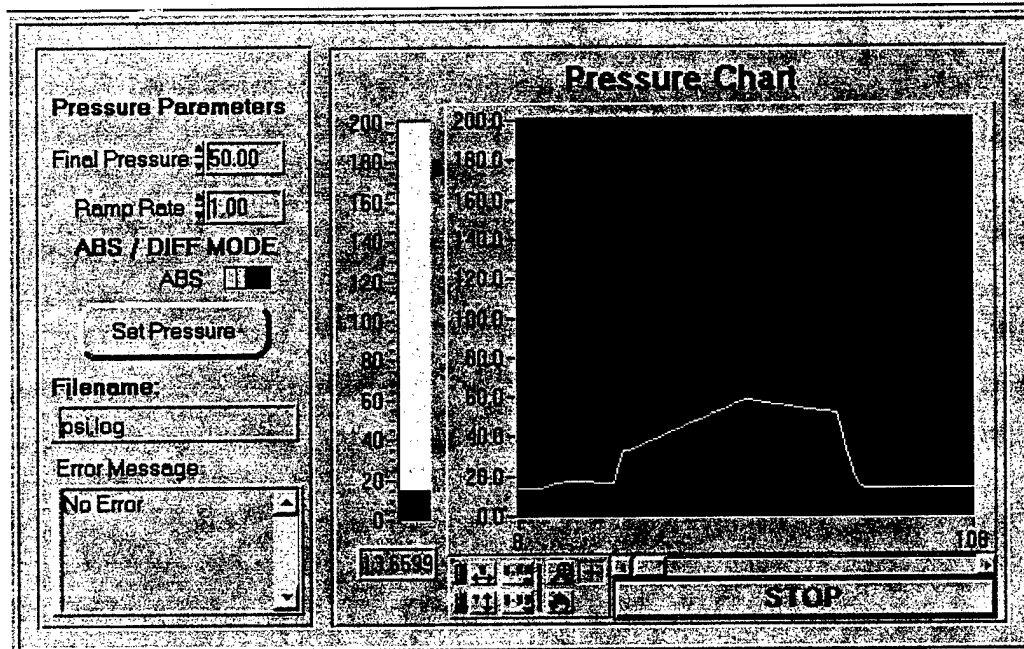 Pressure Parameters
Final Pressure 50.00
Ramp Rate 1.00
ABS / DIFF MODE
ABS
Set Pressure
Filename:
psi.log
Error Message:
No Error
Pressure Chart
200
180
160
140
120
100
80
60
40
20
0
13.6599
200.0
180.0
160.0
140.0
120.0
100.0
80.0
60.0
40.0
20.0
0.0
108
STOP